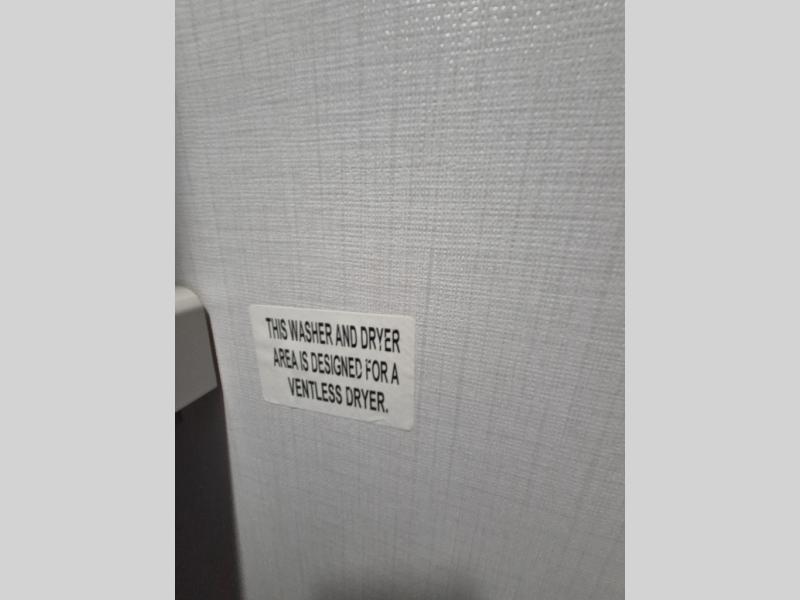 THIS WASHER AND DRYER
AREA IS DESIGNED FOR A
VENTLESS DRYER.